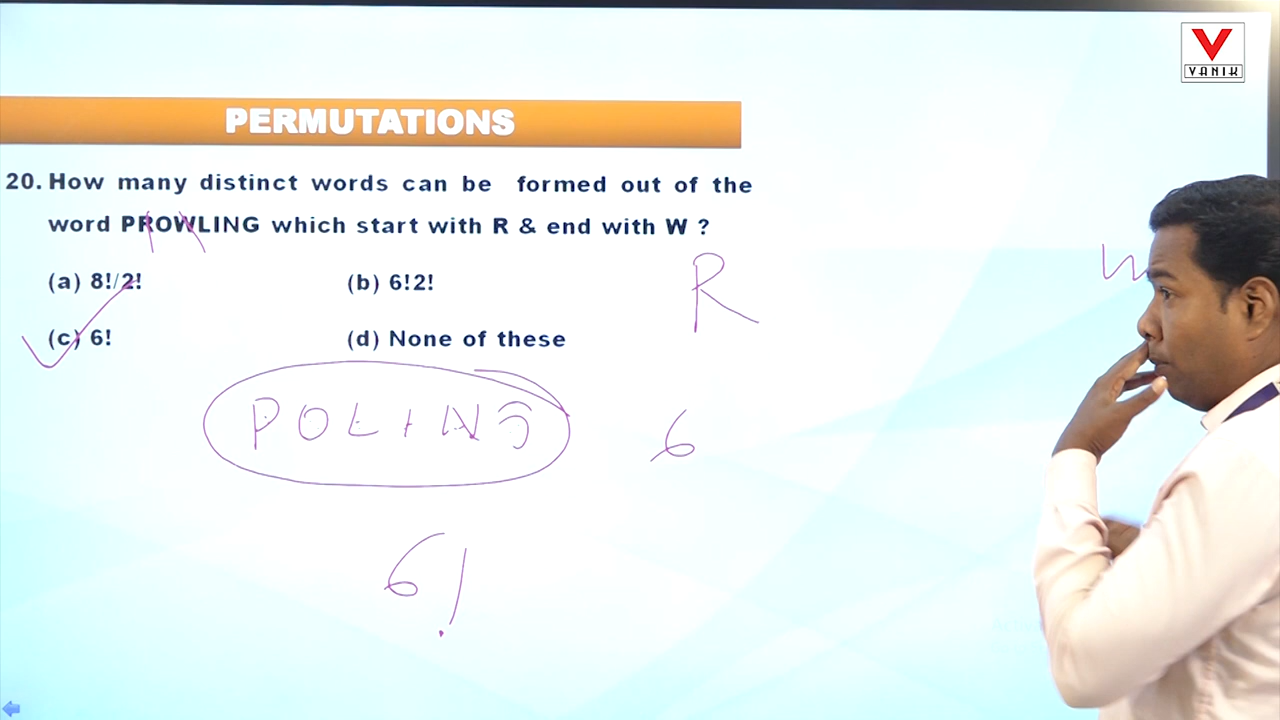 VANIK
PERMUTATIONS
20. How many distinct words can be formed out of the
word PROWLING which start with R & end with W ?
(a) 8!/2!
(b) 6!2!
(c) 6!
(d) None of these
R
W
POLING
6
6!